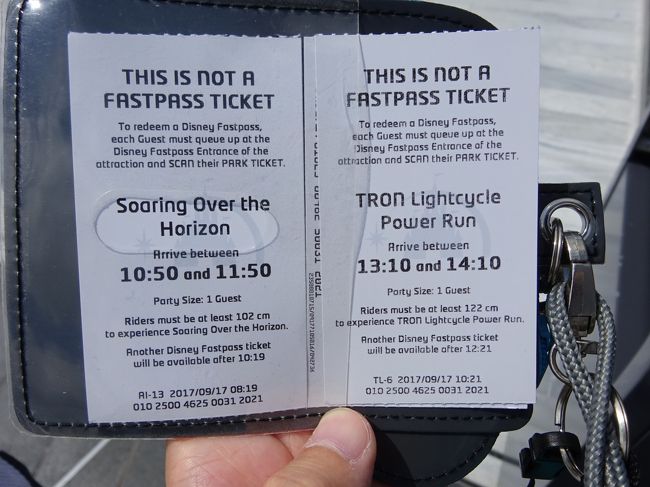 THIS IS NOT A
FASTPASS TICKET
To redeem a Disney Fastpass,
each Guest must queue up at the
Disney Fastpass Entrance of the
attraction and SCAN their PARK TICKET.
Soaring Over the
Horizon
Arrive between
10:50 and 11:50
Party Size: 1 Guest
Riders must be at least 102 cm
to experience Soaring Over the Horizon.
Another Disney Fastpass ticket
will be available after 10:19
AI-13 2017/09/17 08:19
010 2500 4625 0031 2021
THIS IS NOT A
FASTPASS TICKET
To redeem a Disney Fastpass,
each Guest must queue up at the
Disney Fastpass Entrance of the
attraction and SCAN their PARK TICKET.
TRON Lightcycle
Power Run
Arrive between
13:10 and 14:10
Party Size: 1 Guest
Riders must be at least 122 cm
to experience TRON Lightcycle Power Run.
Another Disney Fastpass ticket
will be available after 12:21
TL-6 2017/09/17 10:21
010 2500 4625 0031 2021